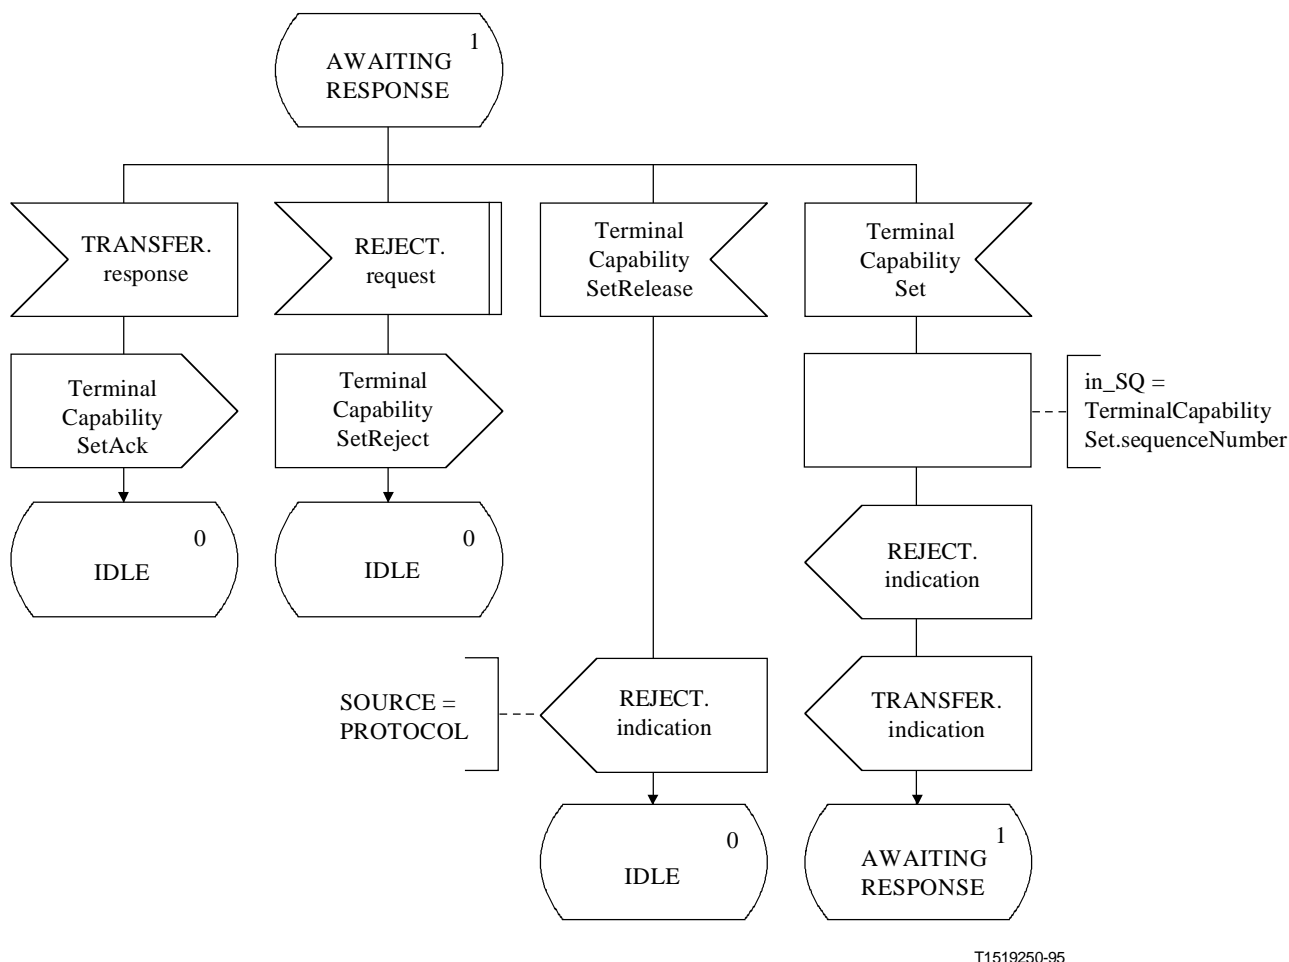 1
AWAITING
RESPONSE
TRANSFER.
response
REJECT.
request
Terminal
Capability
SetRelease
Terminal
Capability
Set
Terminal
Capability
SetAck
Terminal
Capability
SetReject
in_SQ =
TerminalCapability
Set.sequenceNumber
0
IDLE
0
IDLE
REJECT.
indication
SOURCE =
PROTOCOL
REJECT.
indication
TRANSFER.
indication
0
IDLE
1
AWAITING
RESPONSE
T1519250-95